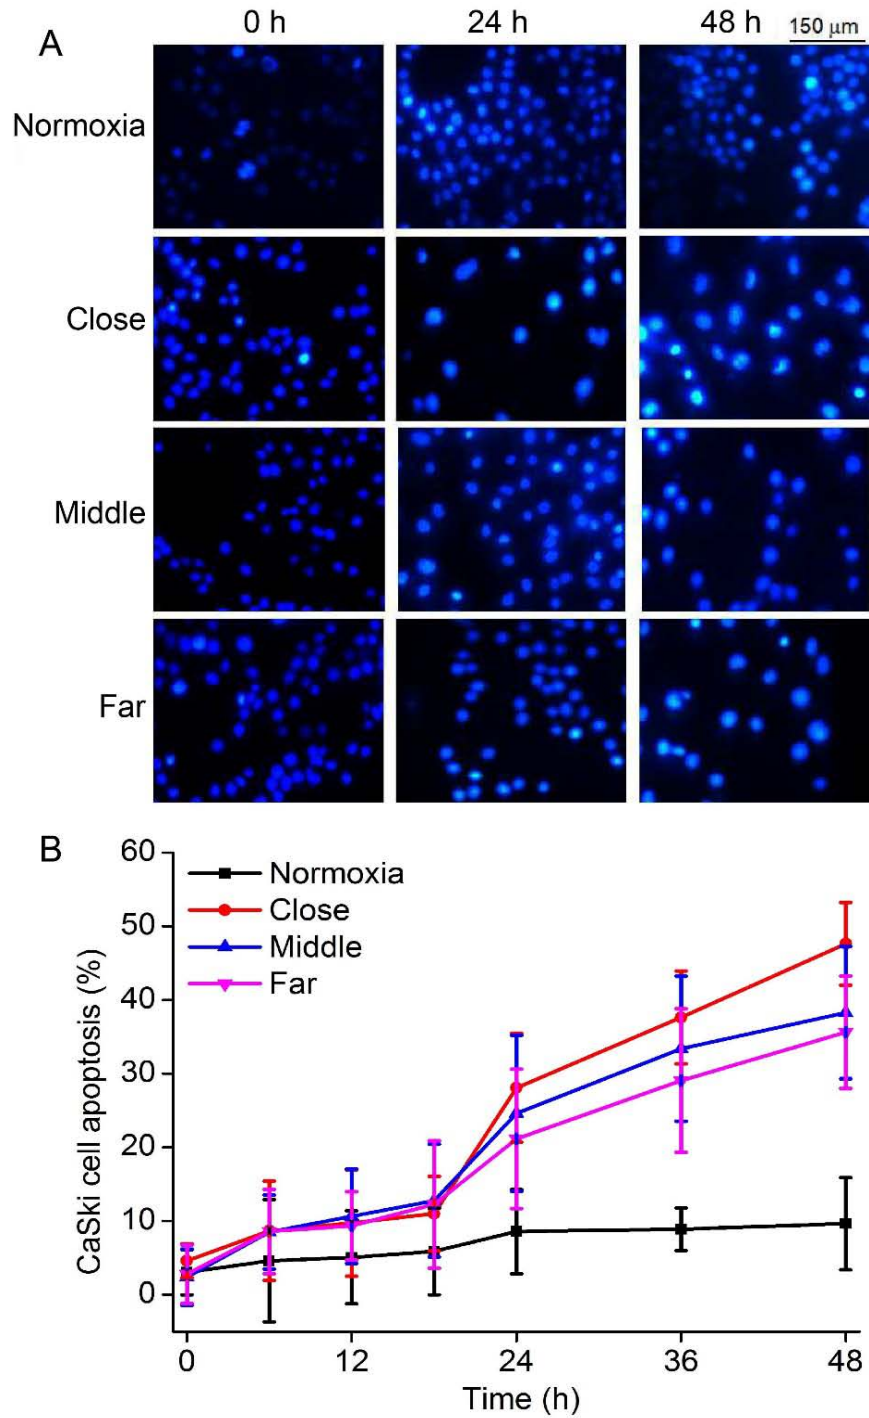 A
0 h 24 h 48 h 150 μm
Normoxia
Close
Middle
Far
B
60
50
40
30
20
10
0
CaSki cell apoptosis (%)
Normoxia
Close
Middle
Far
0 12 24 36 48
Time (h)